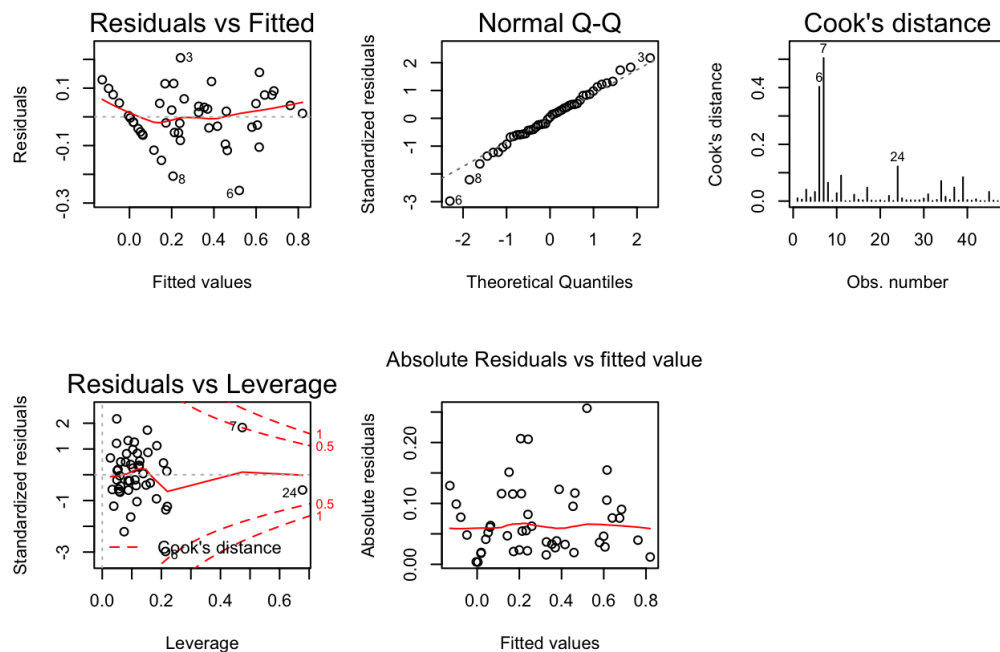 Residuals vs Fitted
Residuals
0.1
-0.1
-0.3
3
8
6
0.0 0.2 0.4 0.6 0.8
Fitted values
Normal Q-Q
Standardized residuals
2
1
0
-1
-3
3
8
6
-2 -1 0 1 2
Theoretical Quantiles
Cook's distance
Cook's distance
0.4
0.2
0.0
7
6
24
0 10 20 30 40
Obs. number
Residuals vs Leverage
Standardized residuals
2
1
-1
-3
7
24
6
1
0.5
0.5
1
Cook's distance
0.0 0.2 0.4 0.6
Leverage
Absolute Residuals vs fitted value
Absolute Residuals
0.20
0.10
0.00
0.0 0.2 0.4 0.6 0.8
Fitted values